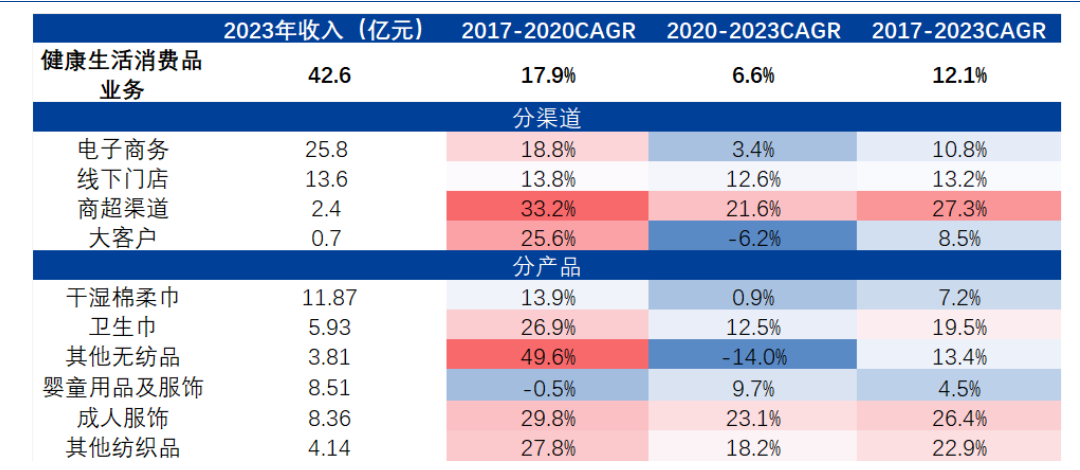 2023年收入（亿元） 2017-2020CAGR 2020-2023CAGR 2017-2023CAGR
健康生活消费品
业务 42.6 17.9% 6.6% 12.1%
分渠道
电子商务 25.8 18.8% 3.4% 10.8%
线下门店 13.6 13.8% 12.6% 13.2%
商超渠道 2.4 33.2% 21.6% 27.3%
大客户 0.7 25.6% -6.2% 8.5%
分产品
干湿棉柔巾 11.87 13.9% 0.9% 7.2%
卫生巾 5.93 26.9% 12.5% 19.5%
其他无纺品 3.81 49.6% -14.0% 13.4%
婴童用品及服饰 8.51 -0.5% 9.7% 4.5%
成人服饰 8.36 29.8% 23.1% 26.4%
其他纺织品 4.14 27.8% 18.2% 22.9%